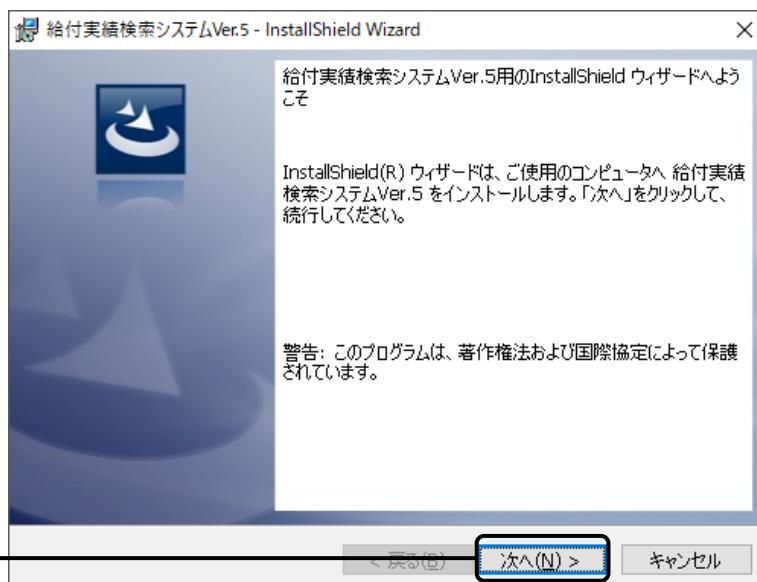 給付実績検索システムVer.5 - InstallShield Wizard
給付実績検索システムVer.5用のInstallShield ウィザードへよう
こそ
InstallShield(R) ウィザードは、ご使用のコンピュータへ 給付実績
検索システムVer.5 をインストールします。「次へ」をクリックして、
続行してください。
警告: このプログラムは、著作権法および国際協定によって保護
されています。
< 戻る(B) 次へ(N) > キャンセル